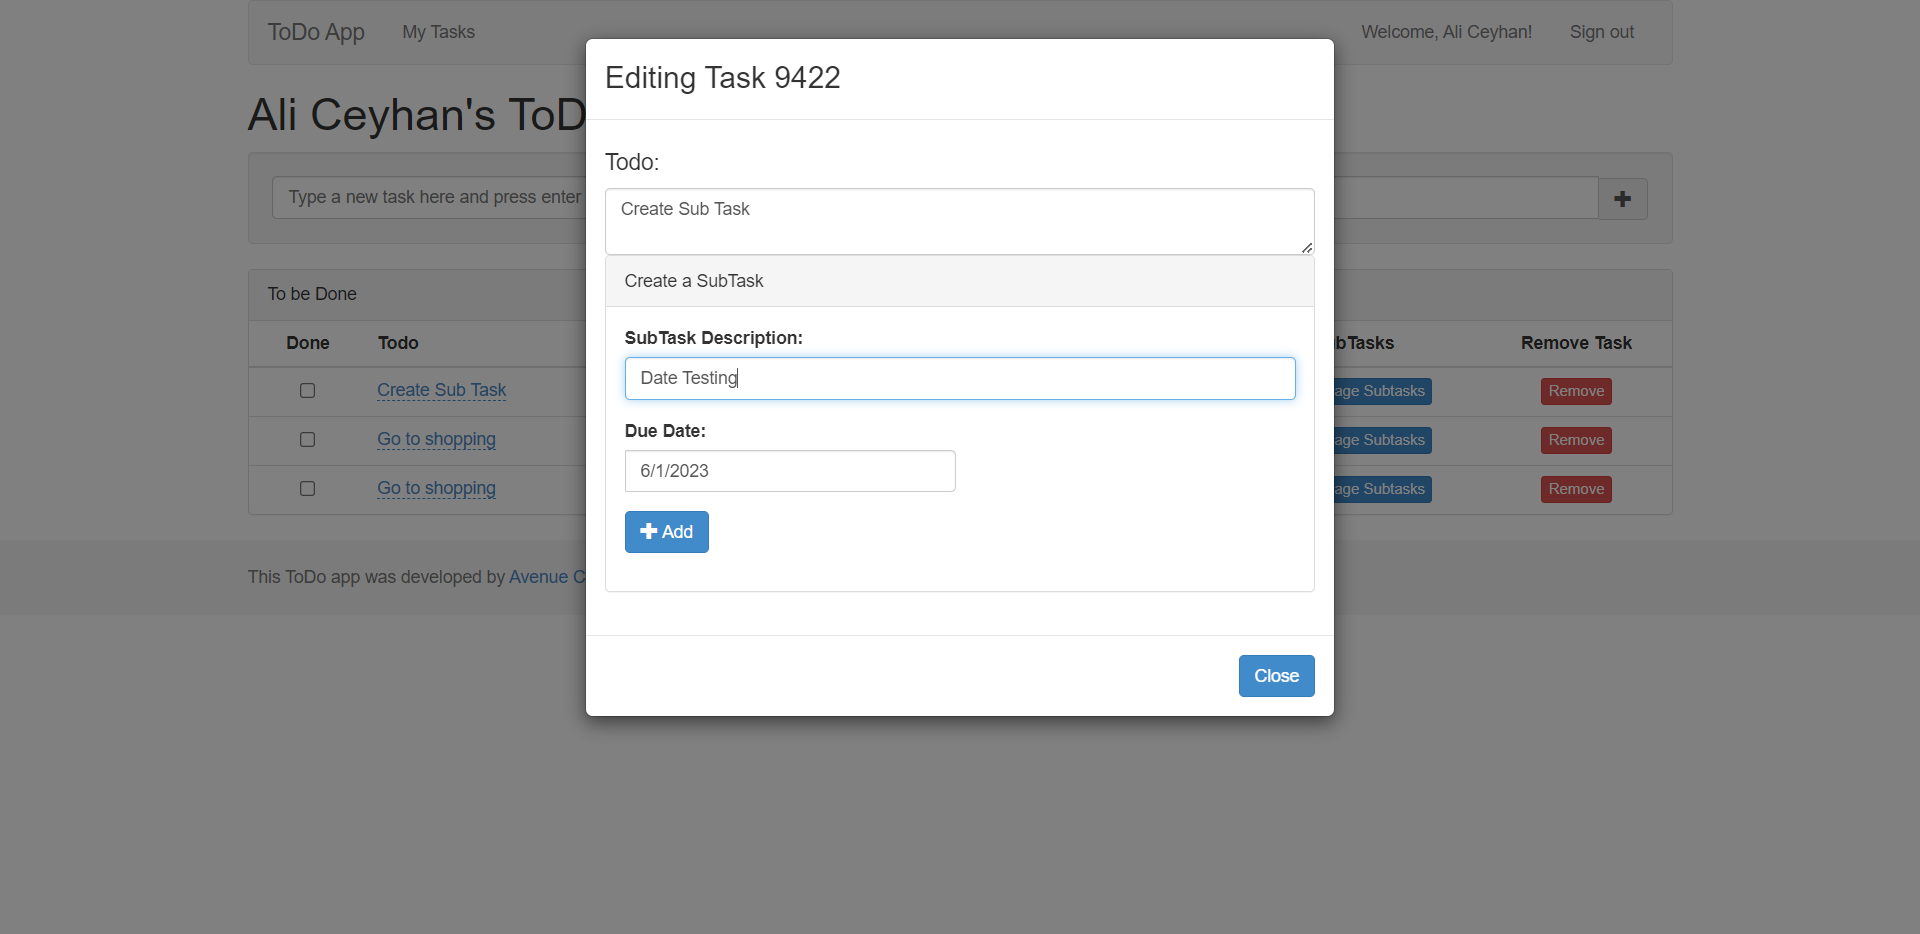 ToDo App My Tasks Welcome, Ali Ceyhan! Sign out
Ali Ceyhan's ToD
Type a new task here and press enter
To be Done
Done Todo bTasks Remove Task
Create Sub Task age Subtasks Remove
Go to shopping age Subtasks Remove
Go to shopping age Subtasks Remove
This ToDo app was developed by Avenue C
Editing Task 9422
Todo:
Create Sub Task
Create a SubTask
SubTask Description:
Date Testing
Due Date:
6/1/2023
Add
Close